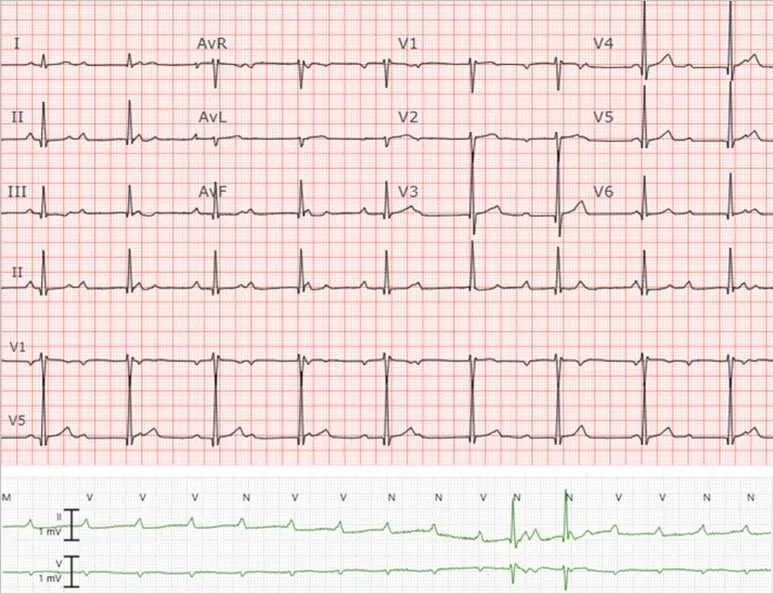 I AvR V1 V4
II AvL V2 V5
III AvF V3 V6
II
V1
V5
M V V V N V V N N V N N V V N N
II
1 mV
V
1 mV